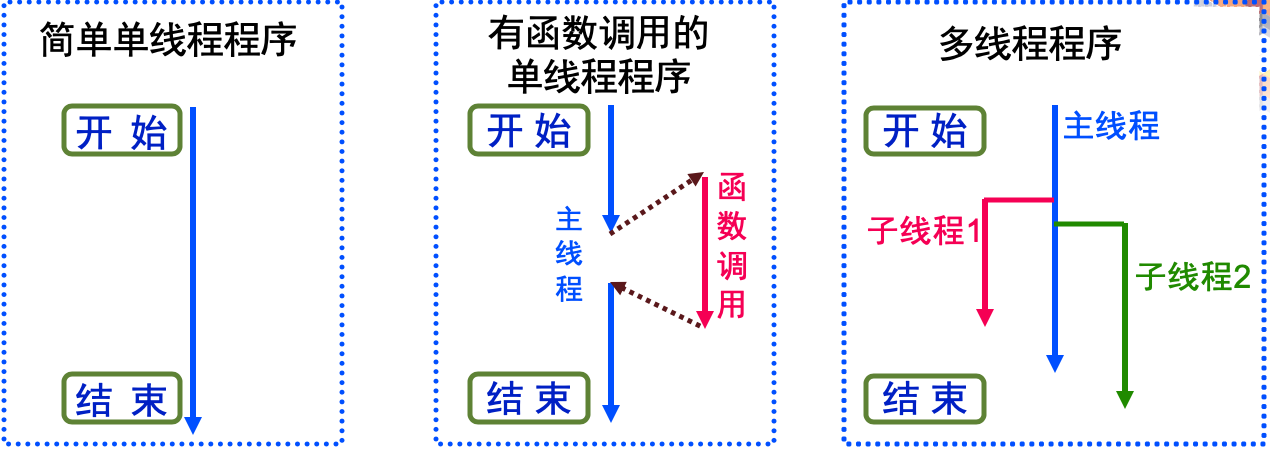 简单单线程程序
开 始
结 束
有函数调用的
单线程程序
开 始
主线程
函数调用
结 束
多线程程序
开 始
主线程
子线程1
子线程2
结 束